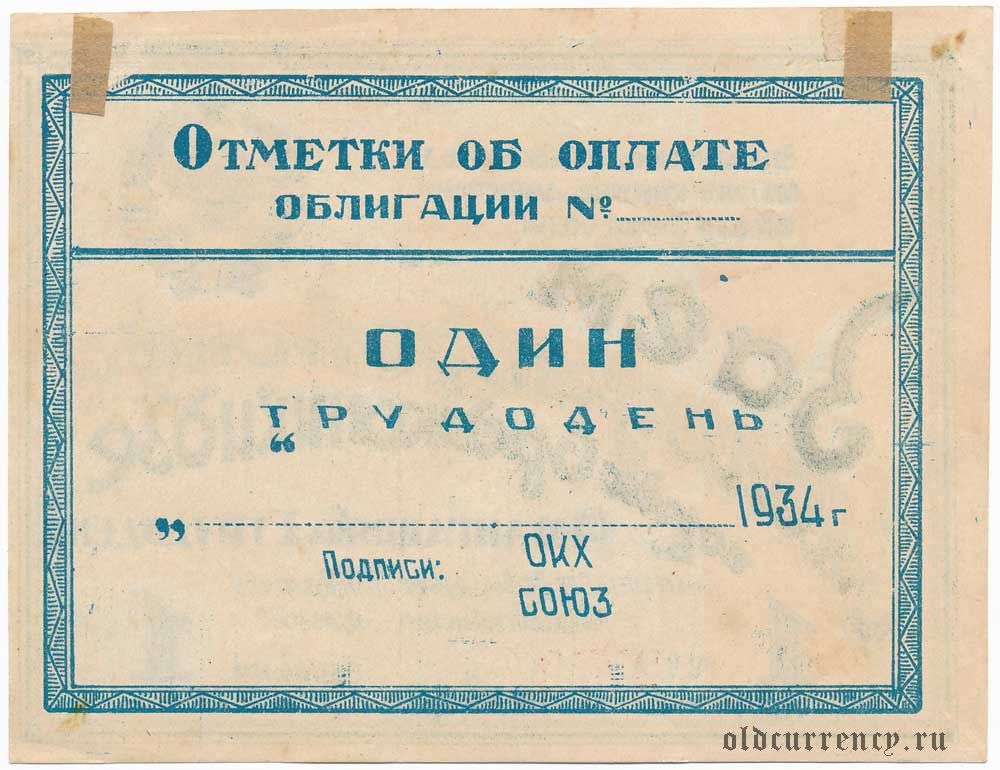 Отметки об оплате
облигации №
один
трудодень
“
„ 1934 г
Подписи: ОКХ
СОЮЗ
oldcurrency.ru